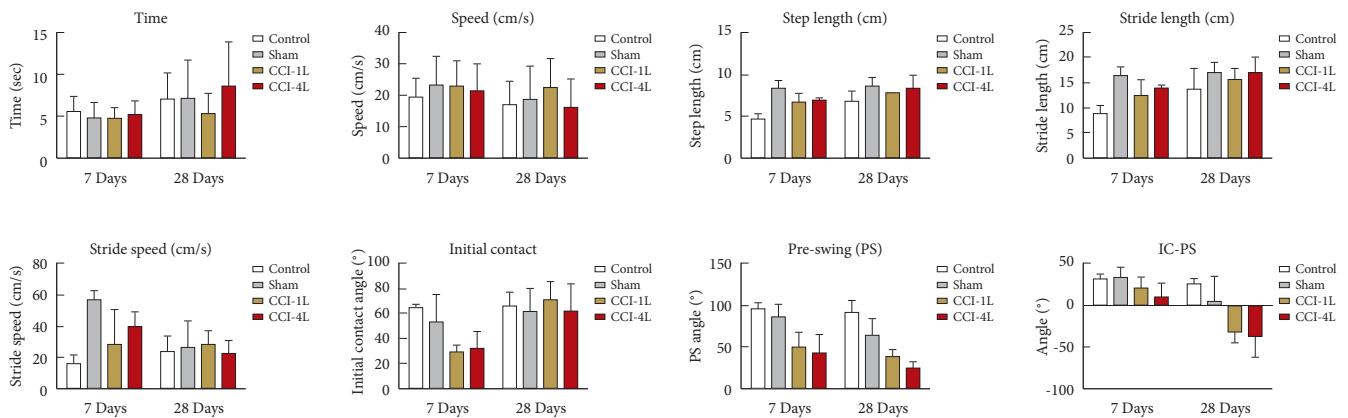 Time
Time (sec)
15
10
5
0
7 Days
28 Days
Control
Sham
CCI-1L
CCI-4L
Speed (cm/s)
Speed (cm/s)
40
30
20
10
0
7 Days
28 Days
Control
Sham
CCI-1L
CCI-4L
Step length (cm)
Step length (cm)
15
10
5
0
7 Days
28 Days
Control
Sham
CCI-1L
CCI-4L
Stride length (cm)
Stride length (cm)
25
20
15
10
5
0
7 Days
28 Days
Control
Sham
CCI-1L
CCI-4L
Stride speed (cm/s)
Stride speed (cm/s)
80
60
40
20
0
7 Days
28 Days
Control
Sham
CCI-1L
CCI-4L
Initial contact
Initial contact angle (°)
100
80
60
40
20
0
7 Days
28 Days
Control
Sham
CCI-1L
CCI-4L
Pre-swing (PS)
PS angle (°)
150
100
50
0
7 Days
28 Days
Control
Sham
CCI-1L
CCI-4L
IC-PS
Angle (°)
50
0
-50
-100
7 Days
28 Days
Control
Sham
CCI-1L
CCI-4L